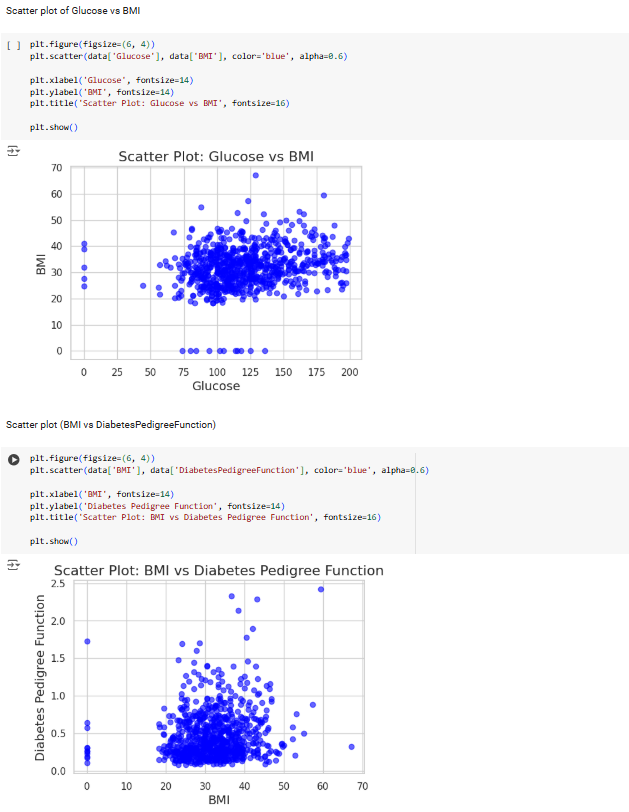 Scatter plot of Glucose vs BMI
[ ] plt.figure(figsize=(6, 4))
plt.scatter(data['Glucose'], data['BMI'], color='blue', alpha=0.6)
plt.xlabel('Glucose', fontsize=14)
plt.ylabel('BMI', fontsize=14)
plt.title('Scatter Plot: Glucose vs BMI', fontsize=16)
plt.show()
Scatter Plot: Glucose vs BMI
70
60
50
40
30
20
10
0
BMI
0 25 50 75 100 125 150 175 200
Glucose
Scatter plot (BMI vs DiabetesPedigreeFunction)
plt.figure(figsize=(6, 4))
plt.scatter(data['BMI'], data['DiabetesPedigreeFunction'], color='blue', alpha=0.6)
plt.xlabel('BMI', fontsize=14)
plt.ylabel('Diabetes Pedigree Function', fontsize=14)
plt.title('Scatter Plot: BMI vs Diabetes Pedigree Function', fontsize=16)
plt.show()
Scatter Plot: BMI vs Diabetes Pedigree Function
2.5
2.0
1.5
1.0
0.5
0.0
Diabetes Pedigree Function
0 10 20 30 40 50 60 70
BMI